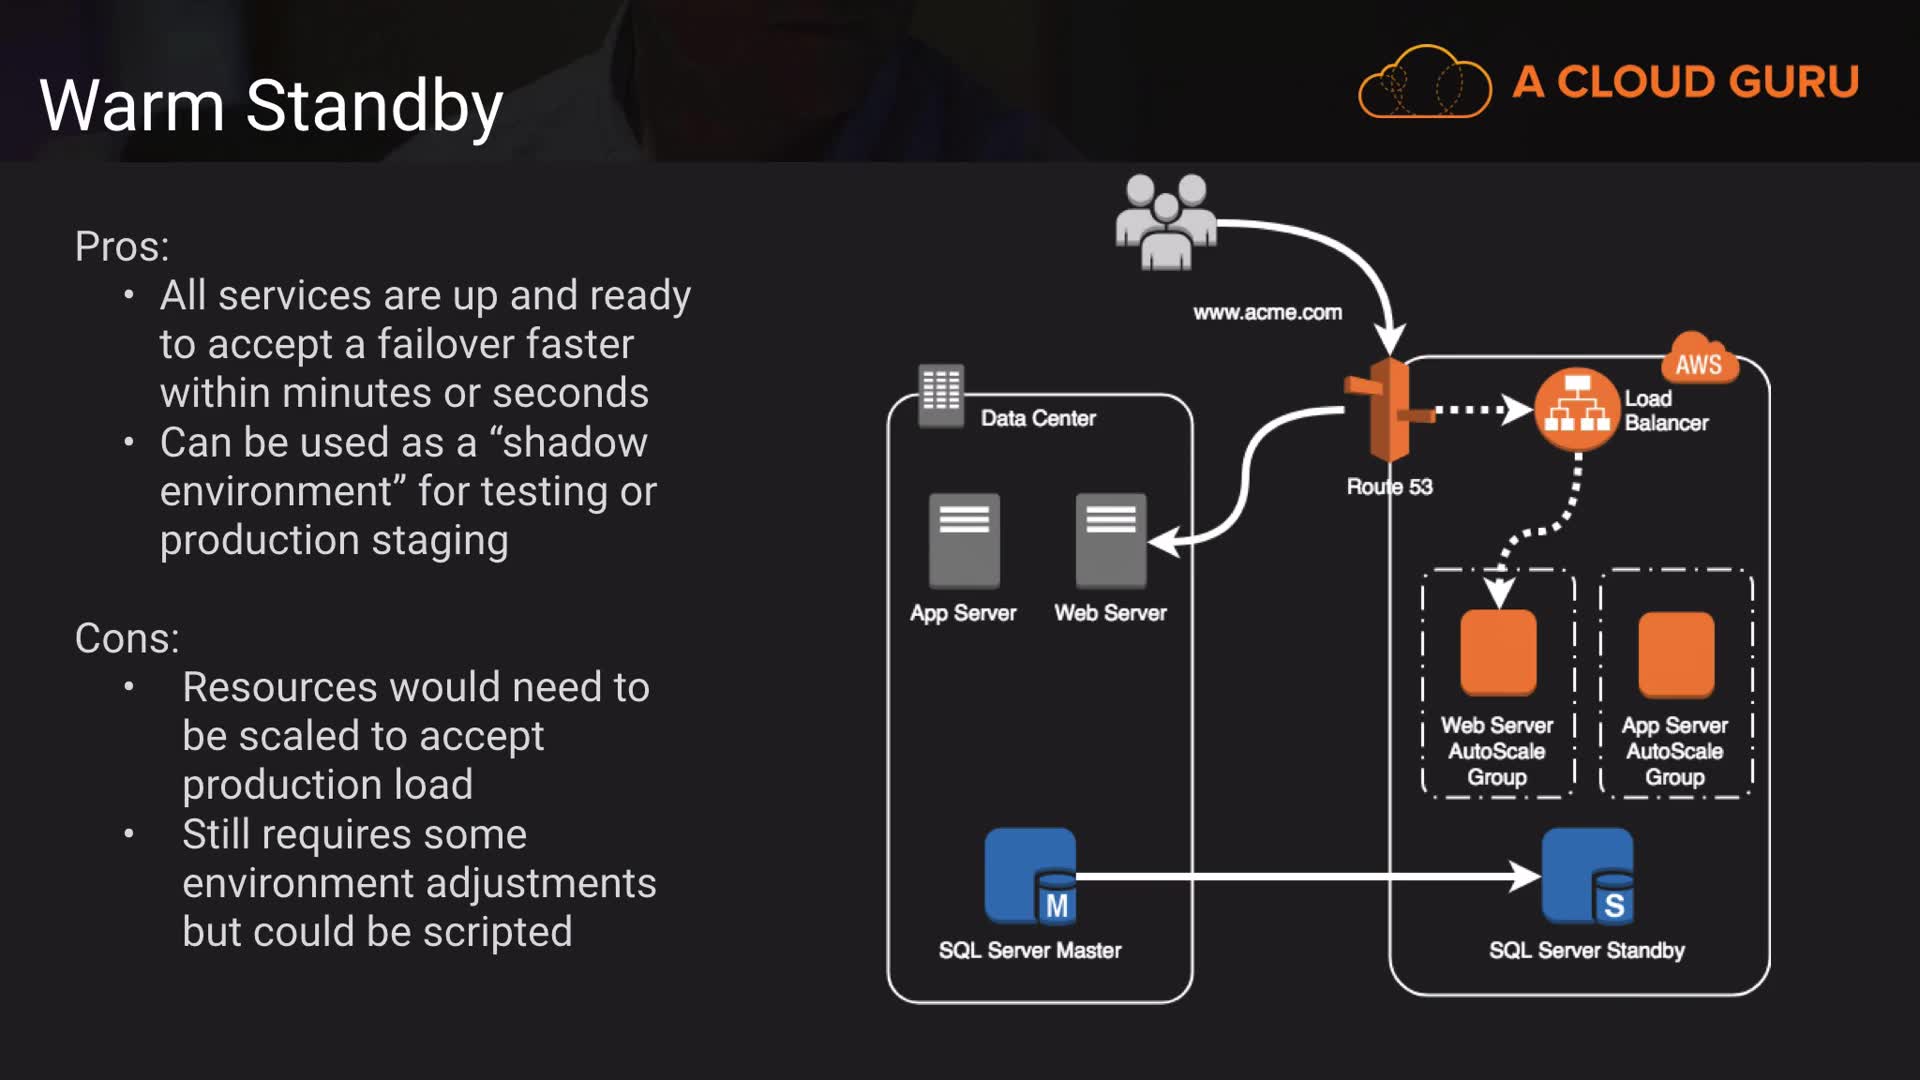 Warm Standby
A CLOUD GURU
Pros:
• All services are up and ready
to accept a failover faster
within minutes or seconds
• Can be used as a “shadow
environment” for testing or
production staging
Cons:
• Resources would need to
be scaled to accept
production load
• Still requires some
environment adjustments
but could be scripted
www.acme.com
AWS
Load
Balancer
Data Center
Route 53
App Server
Web Server
Web Server
AutoScale
Group
App Server
AutoScale
Group
M
SQL Server Master
S
SQL Server Standby